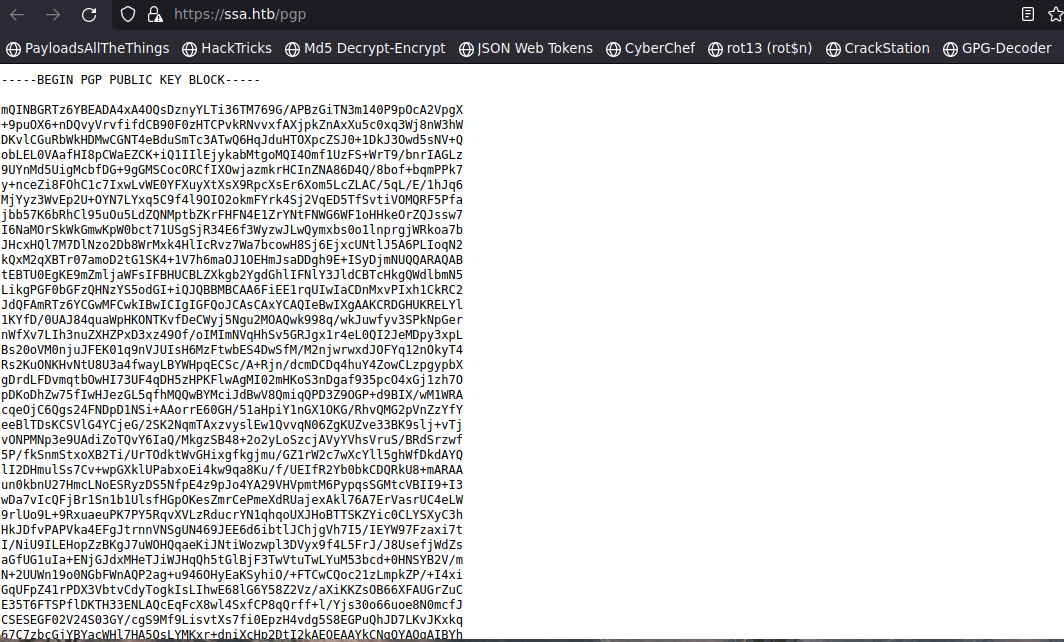 https://ssa.htb/pgp
PayloadsAllTheThings HackTricks Md5 Decrypt-Encrypt JSON Web Tokens CyberChef rot13 (rot$n) CrackStation GPG-Decoder
-----BEGIN PGP PUBLIC KEY BLOCK-----
mQINBGRTz6YBEADA4xA4OQsDznyYLTi36TM769G/APBzGiTN3m140P9pOcA2VpgX
+9puOX6+nDQvyVrvfifdCB90F0zHTCPvkRNvvxfAXjpkZnAxXu5c0xq3Wj8nW3hW
DKvlCGuRbWkHDMwCGNT4eBduSmTc3ATwQ6HqJduHTOXpcZSJ0+1DkJ3Owd5sNV+Q
obLEL0VAafHI8pCWaEZCK+iQ1IIlEjykabMtgoMQI4Omf1UzFS+WrT9/bnrIAGLz
9UYnMd5UigMcbfDG+9gGMSCocORCfIXOwjazmkrHCInZNA86D4Q/8bof+bqmPPk7
y+nceZi8FOhC1c7IxwLvWE0YFXuyXtXsX9RpcXsEr6Xom5LcZLAC/5qL/E/1hJq6
MjYyz3WvEp2U+OYN7LYxq5C9f4l9OIO2okmFYrk4Sj2VqED5TfSvtiVOMQRF5Pfa
jbb57K6bRhCl95uOu5LdZQNMptbZKrFHFN4E1ZrYNtFNWG6WF1oHHkeOrZQJssw7
I6NaMOrSkWkGmwKpW0bct71USgSjR34E6f3WyzwJLwQymxbs0o1lnprgjWRkoa7b
JHcxHQl7M7DlNzo2Db8WrMxk4HlIcRvz7Wa7bcowH8Sj6EjxcUNtlJ5A6PLIoqN2
kQxM2qXBTr07amoD2tG1SK4+1V7h6maOJ1OEHmJsaDDgh9E+ISyDjmNUQQARAQAB
tEBTU0EgKE9mZmljaWFsIFBHUCBLZXkgb2YgdGhlIFNlY3JldCBTcHkgQWdlbmN5
LikgPGF0bGFzQHNzYS5odGI+iQJQBBMBCAA6FiEE1rqUIwIaCDnMxvPIxh1CkRC2
JdQFAmRTz6YCGwMFCwkIBwICIgIGFQoJCAsCAxYCAQIeBwIXgAAKCRDGHUKRELYl
1KYfD/0UAJ84quaWpHKONTKvfDeCWyj5Ngu2MOAQwk998q/wkJuwfyv3SPkNpGer
nWfXv7LIh3nuZXHZPxD3xz49Of/oIMImNVqHhSv5GRJgx1r4eL0QI2JeMDpy3xpL
Bs20oVM0njuJFEK01q9nVJUIsH6MzFtwbES4DwSfM/M2njwrwxdJOFYq12nOkyT4
Rs2KuONKHvNtU8U3a4fwayLBYWHpqECSc/A+Rjn/dcmDCDq4huY4ZowCLzpgypbX
gDrdLFDvmqtbOwHI73UF4qDH5zHPKFlwAgMI02mHKoS3nDgaf935pcO4xGj1zh7O
pDKoDhZw75fIwHJezGL5qfhMQQwBYMciJdBwV8QmiqQPD3Z9OGP+d9BIX/wM1WRA
cqeOjC6Qgs24FNDpD1NSi+AAorrE60GH/51aHpiY1nGX1OKG/RhvQMG2pVnZzYfY
eeBlTDsKCSVlG4YCjeG/2SK2NqmTAxzvyslEw1QvvqN06ZgKUZve33BK9slj+vTj
vONPMNp3e9UAdiZoTQvY6IaQ/MkgzSB48+2o2yLoSzcjAVyYVhsVruS/BRdSrzwf
5P/fkSnmStxoXB2Ti/UrTOdktWvGHixgfkgjmu/GZ1rW2c7wXcYll5ghWfDkdAYQ
lI2DHmulSs7Cv+wpGXklUPabxoEi4kw9qa8Ku/f/UEIfR2Yb0bkCDQRkU8+mARAA
un0kbnU27HmcLNoESRyzDS5NfpE4z9pJo4YA29VHVpmtM6PypqsSGMtcVBII9+I3
wDa7vIcQFjBr1Sn1b1UlsfHGpOKesZmrCePmeXdRUajexAkl76A7ErVasrUC4eLW
9rlUo9L+9RxuaeuPK7PY5RqvXVLzRducrYN1qhqoUXJHoBTTSKZYic0CLYSXyC3h
HkJDfvPAPVka4EFgJtrnnVNSgUN469JEE6d6ibtlJChjgVh7I5/IEYW97Fzaxi7t
I/NiU9ILEHopZzBKgJ7uWOHQqaeKiJNtiWozwpl3DVyx9f4L5FrJ/J8UsefjWdZs
aGfUG1uIa+ENjGJdxMHeTJiWJHqQh5tGlBjF3TwVtuTwLYuM53bcd+0HNSYB2V/m
N+2UUWn19o0NGbFWnAQP2ag+u946OHyEaKSyhiO/+FTCwCQoc21zLmpkZP/+I4xi
GqUFpZ41rPDX3VbtvCdyTogkIsLIhwE68lG6Y58Z2Vz/aXiKKZsOB66XFAUGrZuC
E35T6FTSPflDKTH33ENLAQcEqFcX8wl4SxfCP8qQrff+l/Yjs30o66uoe8N0mcfJ
CSESEGF02V24S03GY/cgS9Mf9LisvtXs7fi0EpzH4vdg5S8EGPuQhJD7LKvJKxkq
67C7zbcGjYBYacWHl7HA5OsLYMKxr+dniXcHp2DtI2kAEQEAAYkCNgQYAQgAIBYh